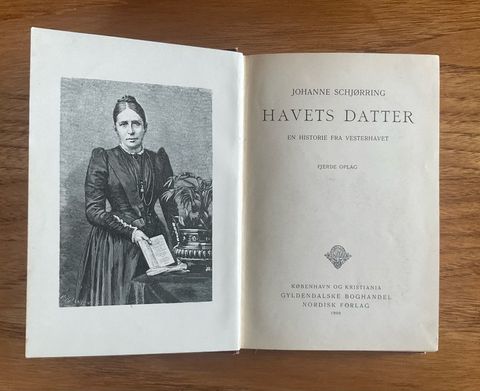 JOHANNE SCHJØRRING
HAVETS DATTER
EN HISTORIE FRA VESTERHAVET
FJERDE OPLAG
KØBENHAVN OG KRISTIANIA
GYLDENDALSKE BOGHANDEL
NORDISK FORLAG